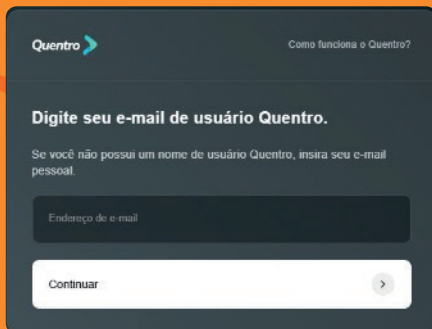 Quentro
Como funciona o Quentro?
Digite seu e-mail de usuário Quentro.
Se você não possui um nome de usuário Quentro, insira seu e-mail
pessoal.
Endereço de e-mail
Continuar